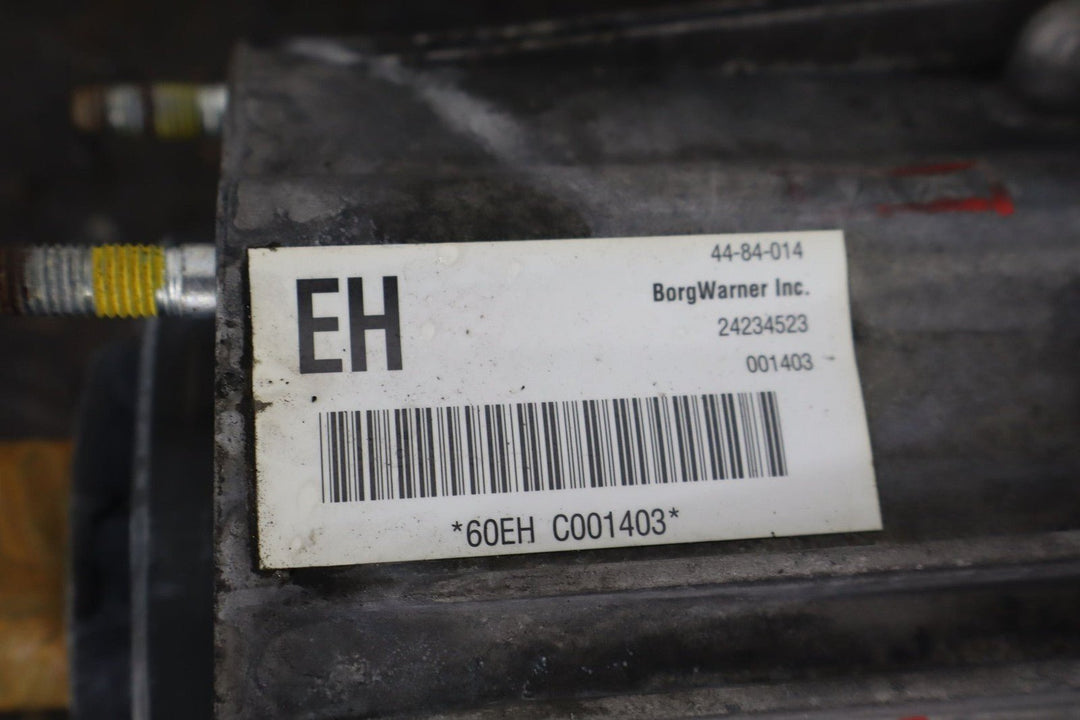 EH
44-84-014
BorgWarner Inc.
24234523
001403
*60EH C001403*